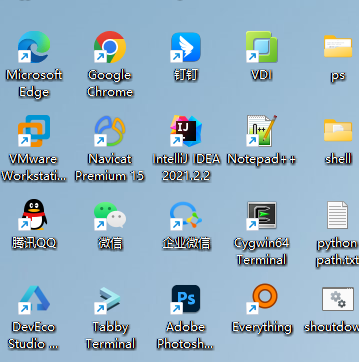 Microsoft Edge
Google Chrome
钉钉
VDI
ps
VMware Workstati...
Navicat Premium 15
IntelliJ IDEA 2021.2.2
Notepad++
shell
腾讯QQ
微信
企业微信
Cygwin64 Terminal
python path.txt
DevEco Studio ...
Tabby Terminal
Adobe Photosh...
Everything
shoutdow